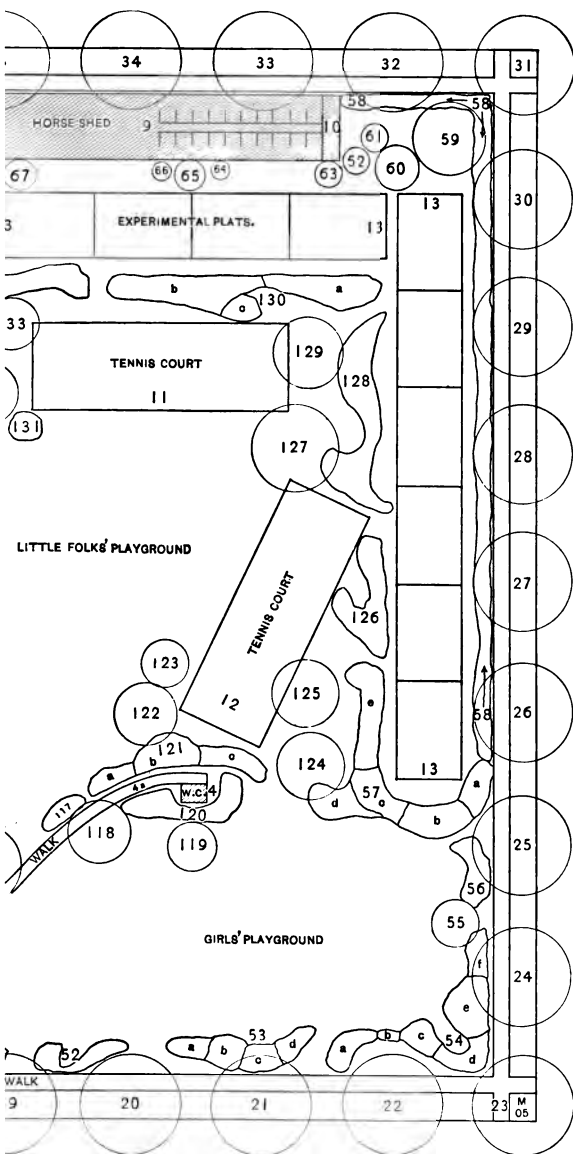 34 33 32 31
58 58
HORSE SHED 9 10
61 59
52
60
67 66 65 64 63
13
30
3 EXPERIMENTAL PLATS. 13
b a
c 130
33 129 29
TENNIS COURT
128
11
131
127 28
LITTLE FOLKS' PLAYGROUND
TENNIS COURT
27
126
123
e
125
12
122 26
58
121
a b c
124
13
4a W.C. 4 57 a
d c b
117 120
118
119 25
WALK
56
55
GIRLS' PLAYGROUND
f
24
e
52 53 54
a b c d a b c d
WALK
9 20 21 22 23 M
05